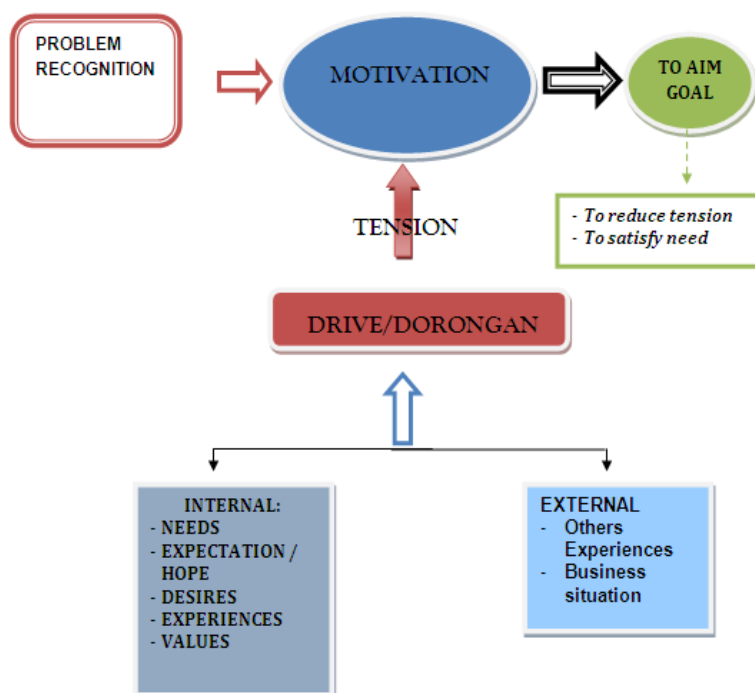 PROBLEM
RECOGNITION
MOTIVATION
TO AIM
GOAL
- To reduce tension
- To satisfy need
TENSION
DRIVE/DORONGAN
INTERNAL:
- NEEDS
- EXPECTATION /
HOPE
- DESIRES
- EXPERIENCES
- VALUES
EXTERNAL
- Others
Experiences
- Business
situation